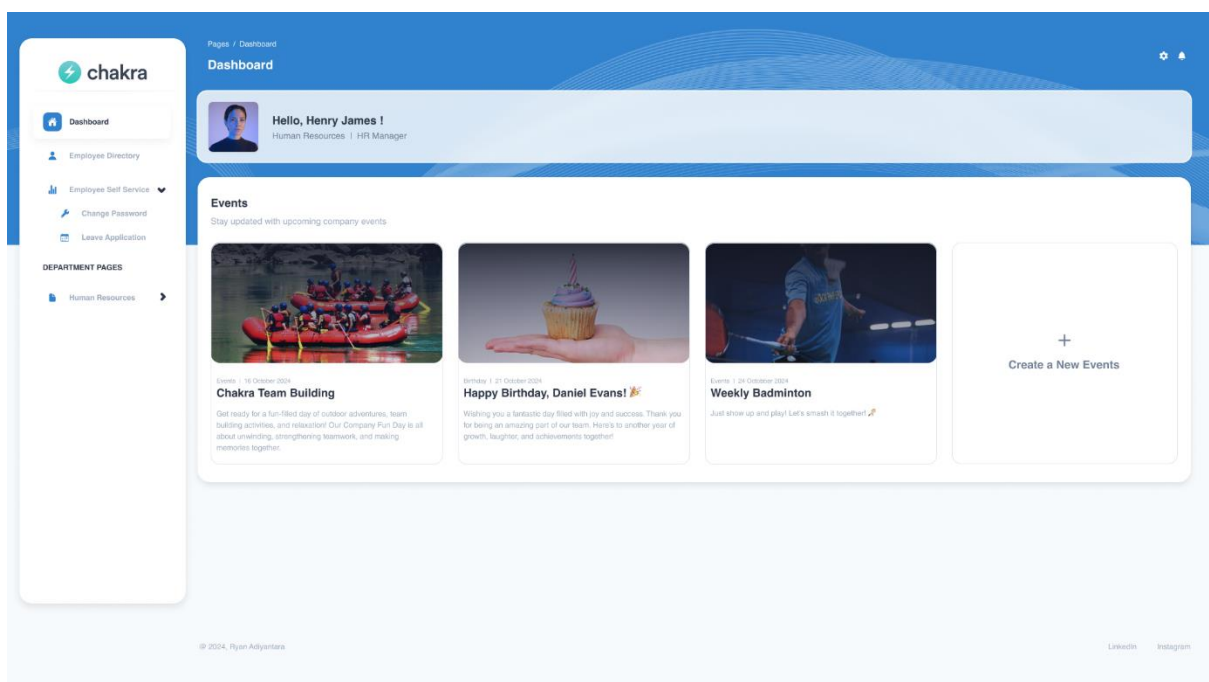 chakra
Dashboard
Employee Directory
Employee Self Service
Change Password
Leave Application
DEPARTMENT PAGES
Human Resources
Pages / Dashboard
Dashboard
Hello, Henry James !
Human Resources | HR Manager
Events
Stay updated with upcoming company events
Events | 16 October 2024
Chakra Team Building
Get ready for a fun-filled day of outdoor adventures, team
building activities, and relaxation! Our Company Fun Day is all
about unwinding, strengthening teamwork, and making
memories together.
Birthday | 21 October 2024
Happy Birthday, Daniel Evans! 🎉
Wishing you a fantastic day filled with joy and success. Thank you
for being an amazing part of our team. Here's to another year of
growth, laughter, and achievements together!
Events | 24 October 2024
Weekly Badminton
Just show up and play! Let's smash it together!
+
Create a New Events
© 2024, Ryan Adiyantara
LinkedIn
Instagram